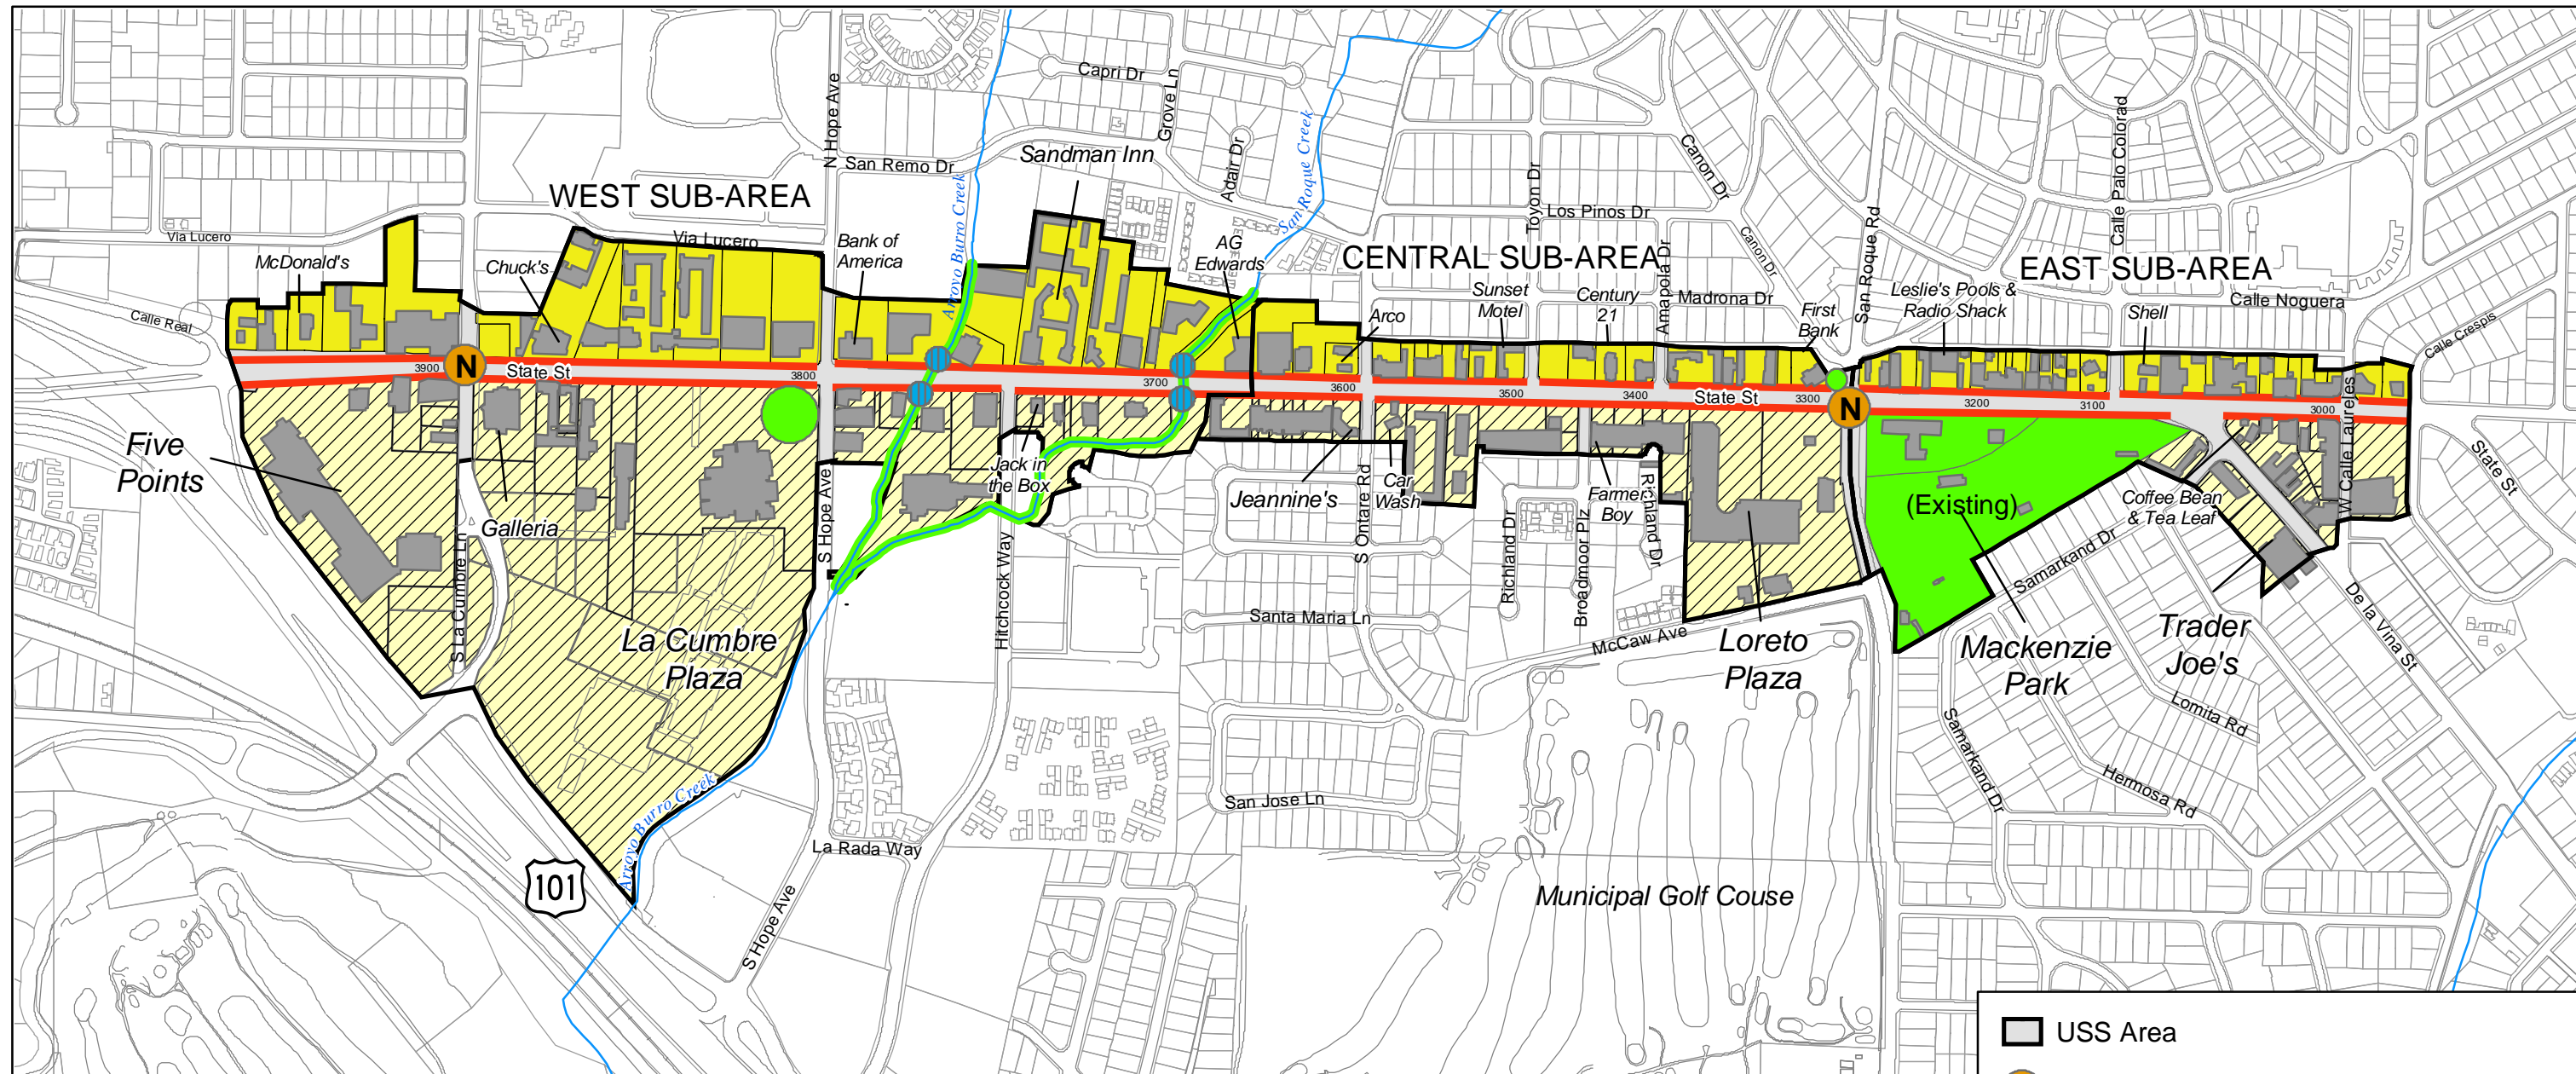 Capri Dr
Grove Ln
N Hope Ave
San Remo Dr
Sandman Inn
Adair Dr
San Roque Creek
Arroyo Burro Creek
Canon Dr
Toyon Dr
Los Pinos Dr
Calle Palo Colorad
San Roque Rd
WEST SUB-AREA
Via Lucero
Via Lucero
McDonald's
Chuck's
Bank of
America
AG
Edwards
CENTRAL SUB-AREA
EAST SUB-AREA
Amapola Dr
Canon Dr
Sunset
Motel
Century
21
Madrona Dr
First
Bank
Leslie's Pools &
Radio Shack
Shell
Calle Noguera
Calle Crespis
Calle Real
Arroyo Burro Creek
Arco
3900
N
State St
3800
3700
3600
3500
3400
State St
3300
N
3200
3100
3000
W Calle Laureles
State St
Five
Points
Galleria
S La Cumbre Ln
S Hope Ave
Jack in
the Box
Hitchcock Way
Jeannine's
S Ontare Rd
Car
Wash
Farmer
Boy
Richland Dr
Richland Dr
Broadmoor Plz
(Existing)
Coffee Bean
& Tea Leaf
Samarkand Dr
De la Vina St
La Cumbre
Plaza
Santa Maria Ln
McCaw Ave
Loreto
Plaza
Mackenzie
Park
Trader
Joe's
Lomita Rd
Samarkand Dr
Hermosa Rd
San Jose Ln
Arroyo Burro Creek
La Rada Way
101
S Hope Ave
Municipal Golf Couse
USS Area